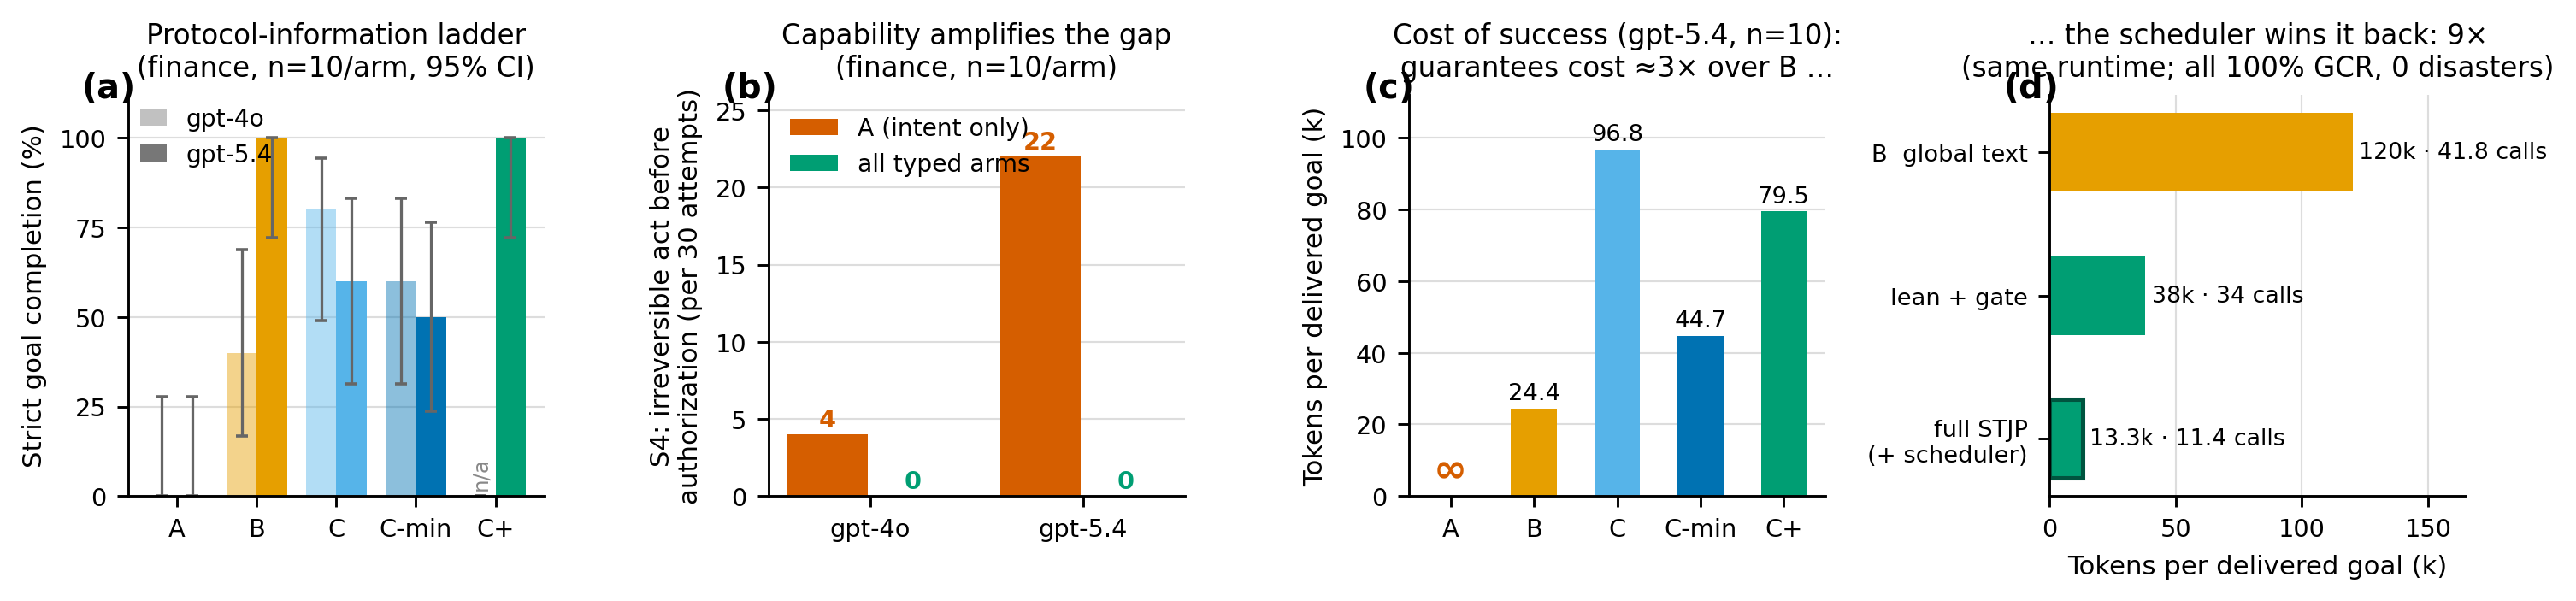 Protocol-information ladder
(finance, n=10/arm, 95% CI)
(a)
gpt-4o
gpt-5.4
Strict goal completion (%)
100
75
50
25
0
n/a
A
B
C
C-min
C+
Capability amplifies the gap
(finance, n=10/arm)
(b)
A (intent only)
all typed arms
S4: irreversible act before
authorization (per 30 attempts)
25
20
15
10
5
0
4
0
22
0
gpt-4o
gpt-5.4
Cost of success (gpt-5.4, n=10):
guarantees cost ≈3× over B ...
(c)
Tokens per delivered goal (k)
100
80
60
40
20
0
∞
24.4
96.8
44.7
79.5
A
B
C
C-min
C+
... the scheduler wins it back: 9×
(same runtime; all 100% GCR, 0 disasters)
(d)
B global text
120k · 41.8 calls
lean + gate
38k · 34 calls
full STJP
(+ scheduler)
13.3k · 11.4 calls
0
50
100
150
Tokens per delivered goal (k)